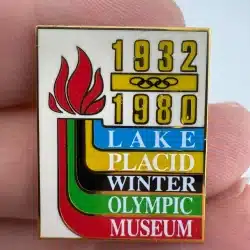 1932
1980
LAKE
PLACID
WINTER
OLYMPIC
MUSEUM